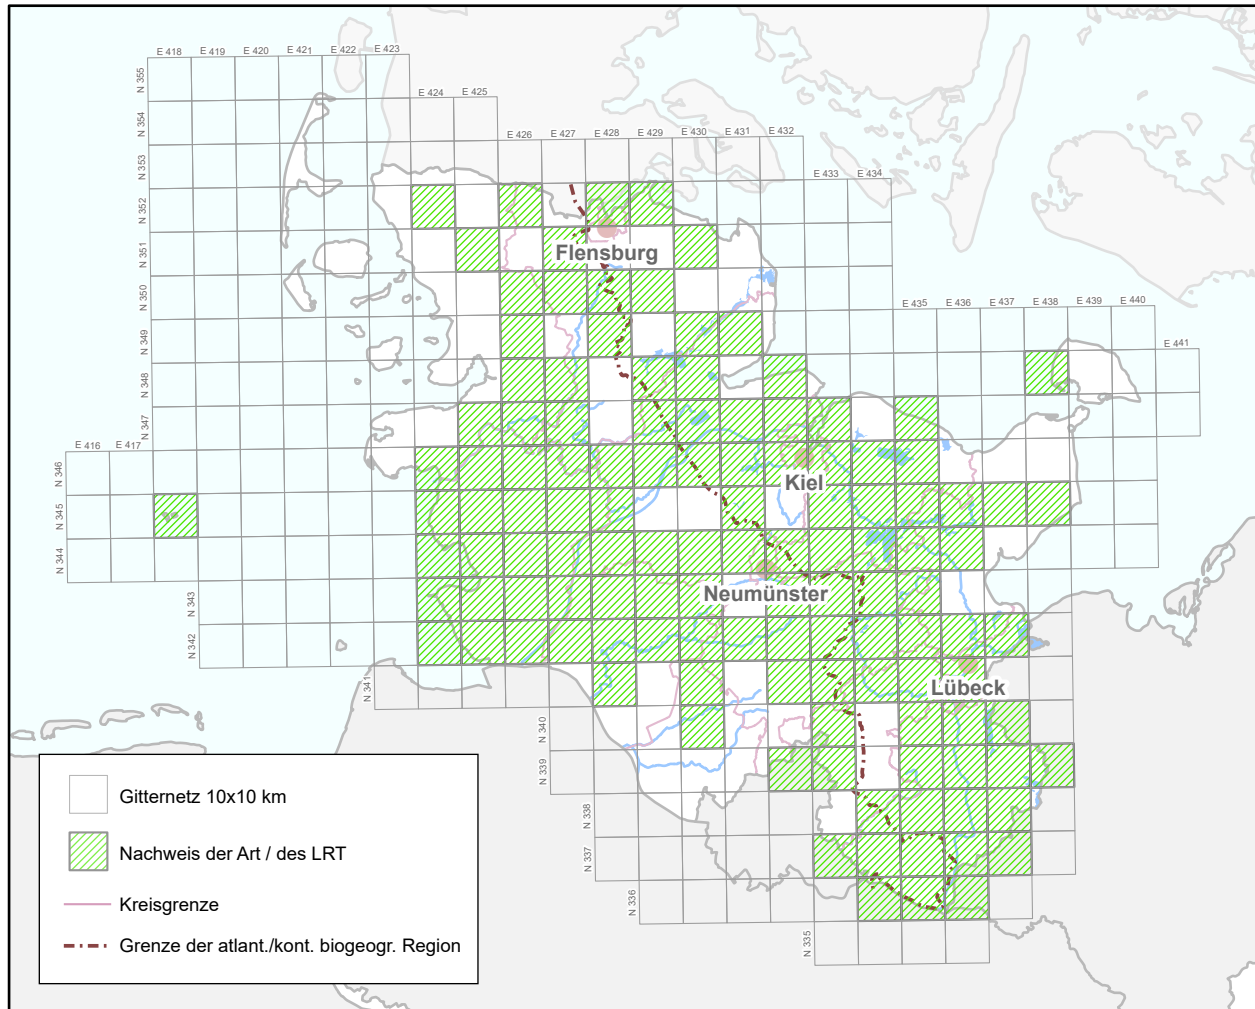 E 418 E 419 E 420 E 421 E 422 E 423
E 424 E 425
E 426 E 427 E 428 E 429 E 430 E 431 E 432
E 433 E 434
E 435 E 436 E 437 E 438 E 439 E 440
E 441
E 416 E 417
N 355
N 354
N 353
N 352
N 351
N 350
N 349
N 348
N 347
N 346
N 345
N 344
N 343
N 342
N 341
N 340
N 339
N 338
N 337
N 336
N 335
Flensburg
Kiel
Neumünster
Lübeck
Gitternetz 10x10 km
Nachweis der Art / des LRT
Kreisgrenze
Grenze der atlant./kont. biogeogr. Region